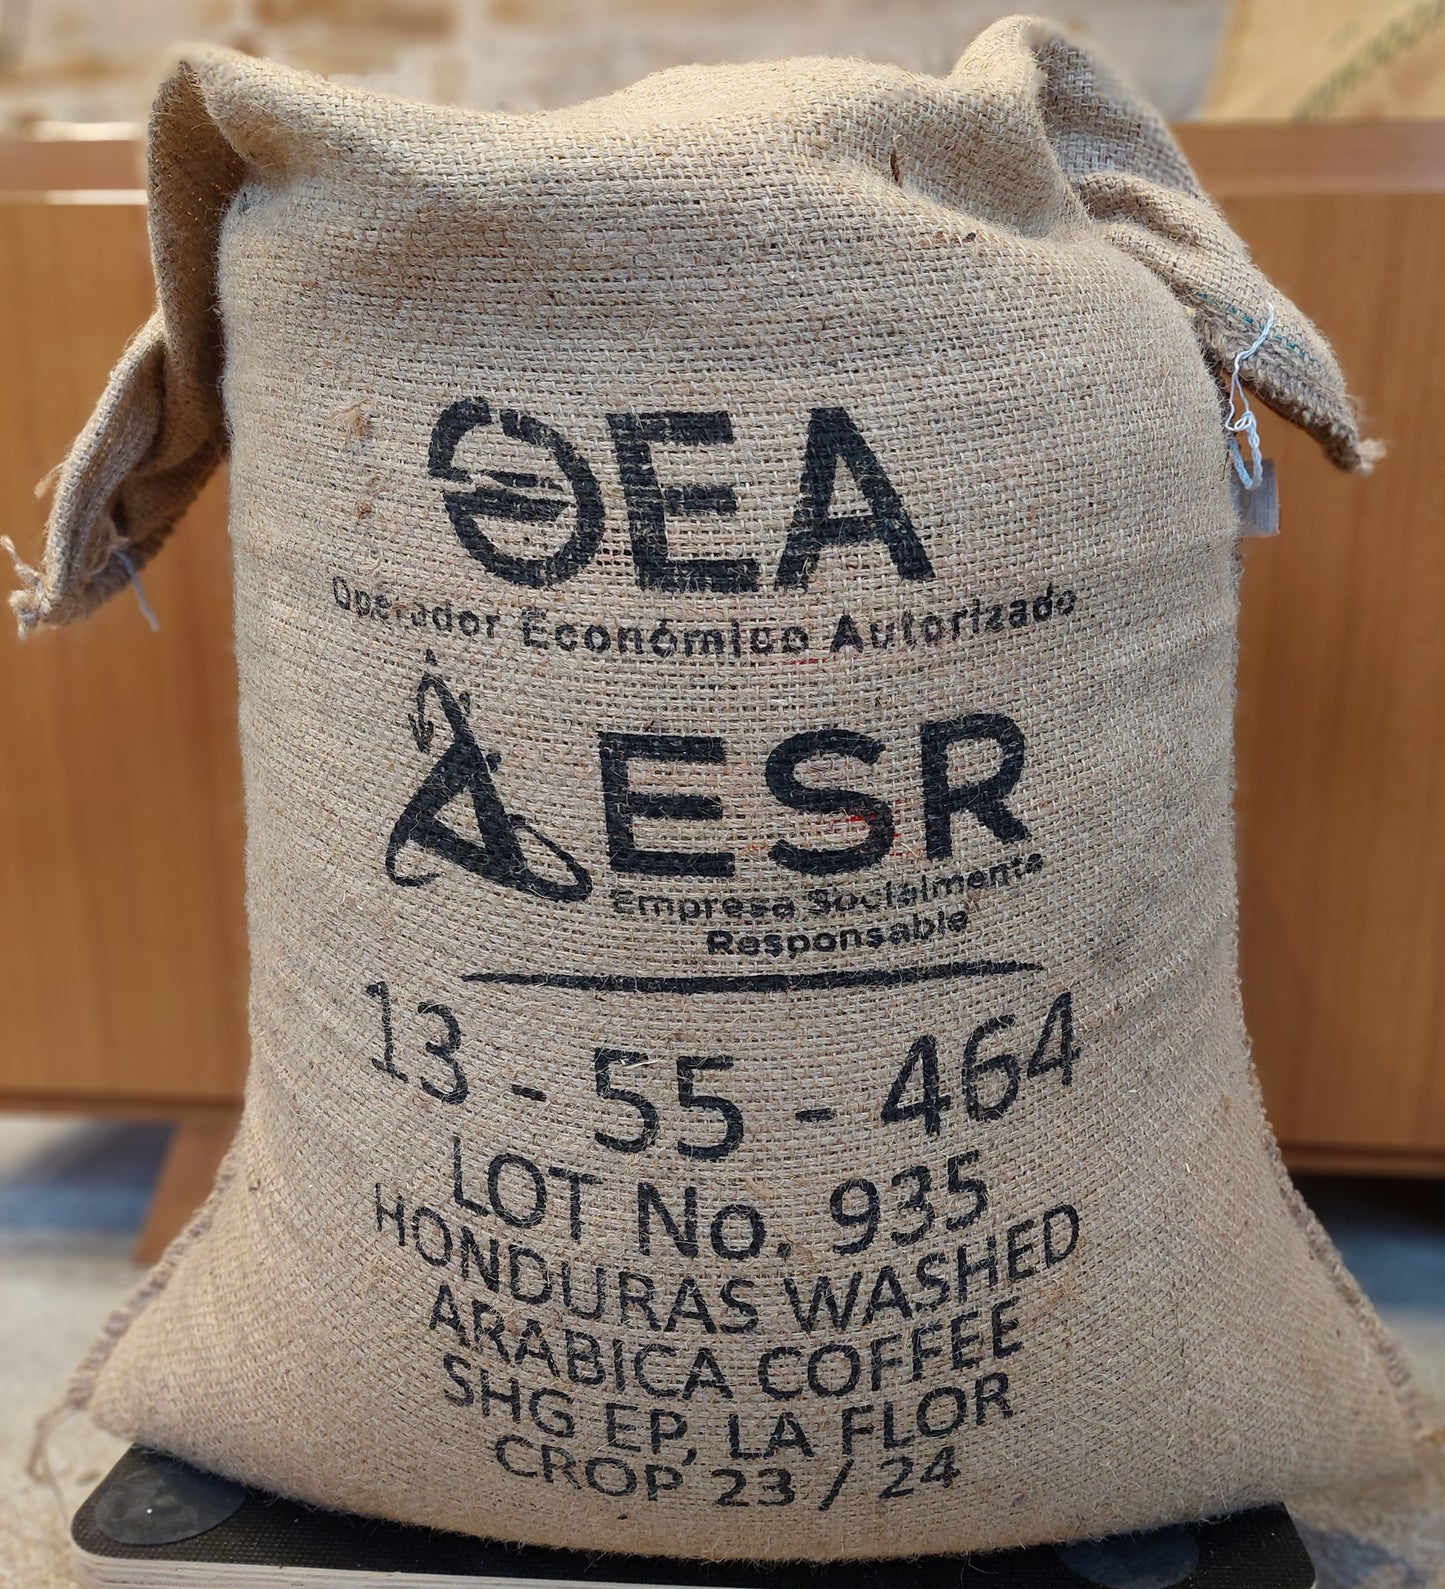 OEA
Operador Económico Autorizado
ESR
Empresa Socialmente
Responsable
13 - 55 - 464
LOT No. 935
HONDURAS WASHED
ARABICA COFFEE
SHG EP, LA FLOR
CROP 23 / 24